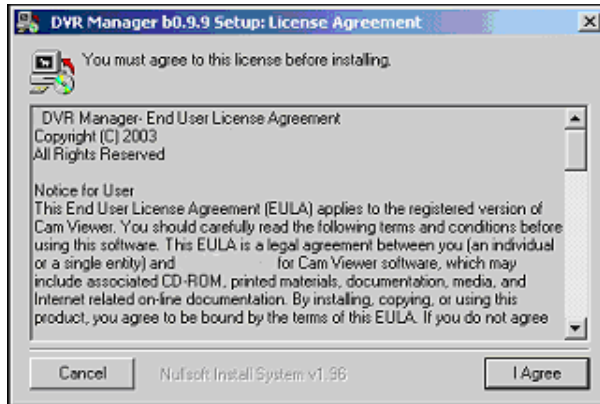 DVR Manager b0.9.9 Setup: License Agreement
You must agree to this license before installing.
DVR Manager- End User License Agreement
Copyright (C) 2003
All Rights Reserved
Notice for User
This End User License Agreement (EULA) applies to the registered version of
Cam Viewer. You should carefully read the following terms and conditions before
using this software. This EULA is a legal agreement between you (an individual
or a single entity) and for Cam Viewer software, which may
include associated CD-ROM, printed materials, documentation, media, and
Internet related on-line documentation. By installing, copying, or using this
product, you agree to be bound by the terms of this EULA. If you do not agree
Cancel
Nullsoft Install System v1.96
I Agree